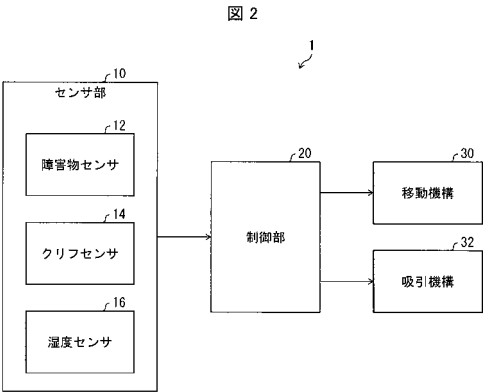 図 2
1
10
センサ部
12
障害物センサ
14
クリフセンサ
16
湿度センサ
20
制御部
30
移動機構
32
吸引機構